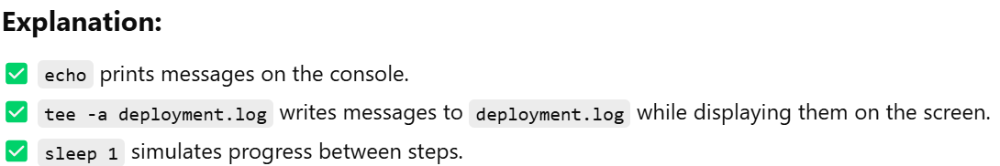 Explanation:
echo prints messages on the console.
tee -a deployment.log writes messages to deployment.log while displaying them on the screen.
sleep 1 simulates progress between steps.